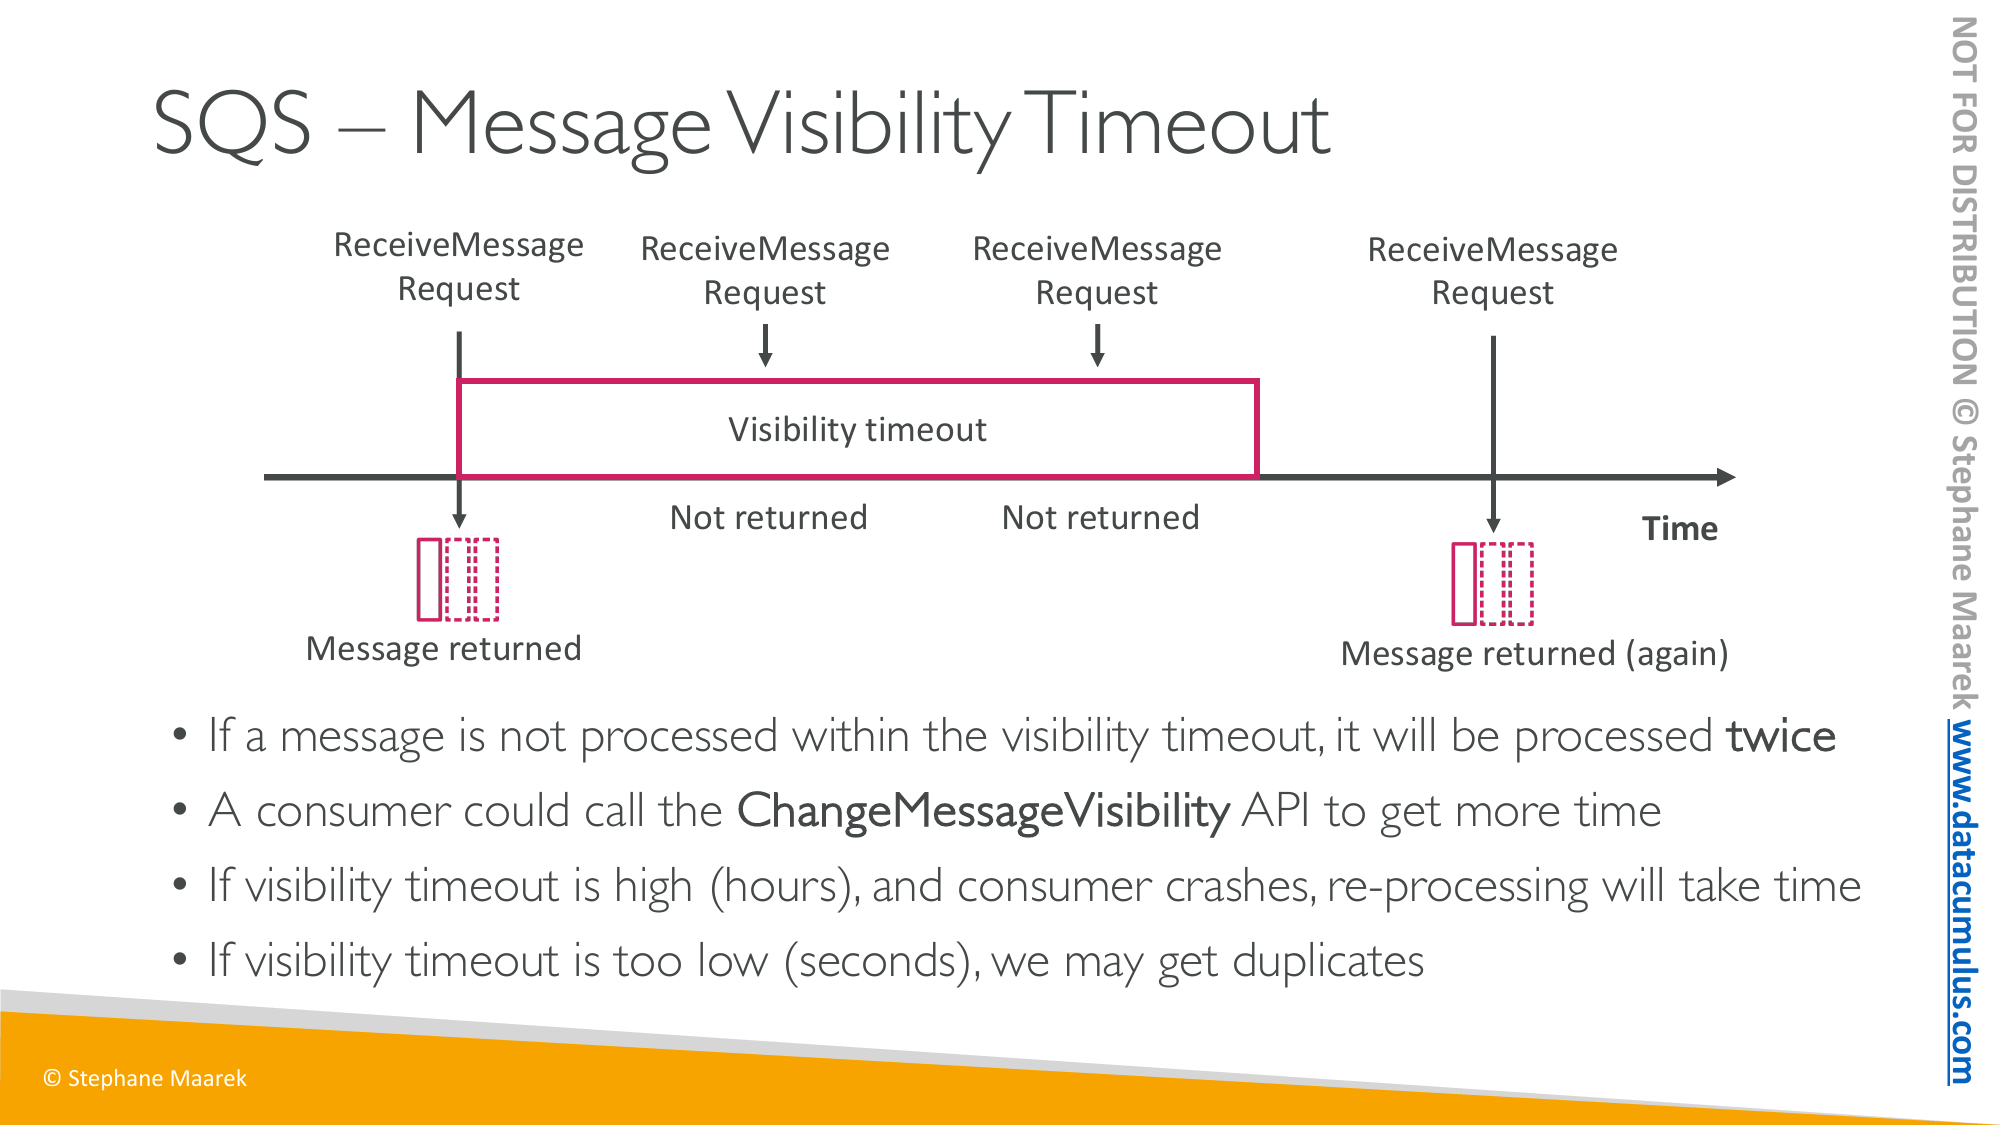 SQS – Message Visibility Timeout
ReceiveMessage
Request
ReceiveMessage
Request
ReceiveMessage
Request
ReceiveMessage
Request
Visibility timeout
Not returned
Not returned
Time
Message returned
Message returned (again)
• If a message is not processed within the visibility timeout, it will be processed twice
• A consumer could call the ChangeMessageVisibility API to get more time
• If visibility timeout is high (hours), and consumer crashes, re-processing will take time
• If visibility timeout is too low (seconds), we may get duplicates
© Stephane Maarek
NOT FOR DISTRIBUTION © Stephane Maarek www.datacumulus.com